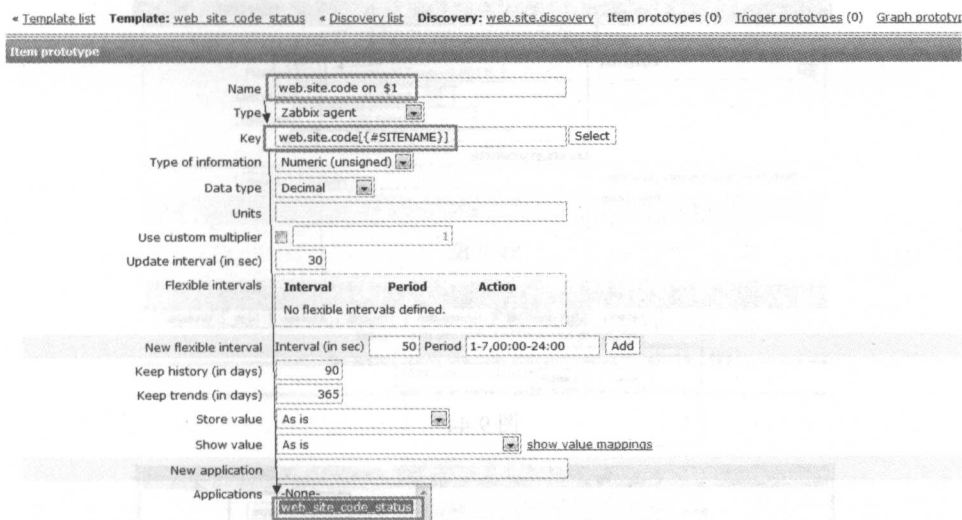 « Template list Template: web_site_code_status « Discovery list Discovery: web.site.discovery Item prototypes (0) Trigger prototypes (0) Graph prototyp
Item prototype
Name web.site.code on $1
Type Zabbix agent
Key web.site.code[{#SITENAME}] Select
Type of information Numeric (unsigned)
Data type Decimal
Units
Use custom multiplier 1
Update interval (in sec) 30
Flexible intervals Interval Period Action
No flexible intervals defined.
New flexible interval Interval (in sec) 50 Period 1-7,00:00-24:00 Add
Keep history (in days) 90
Keep trends (in days) 365
Store value As is
Show value As is show value mappings
New application
Applications -None-
web_site_code_status